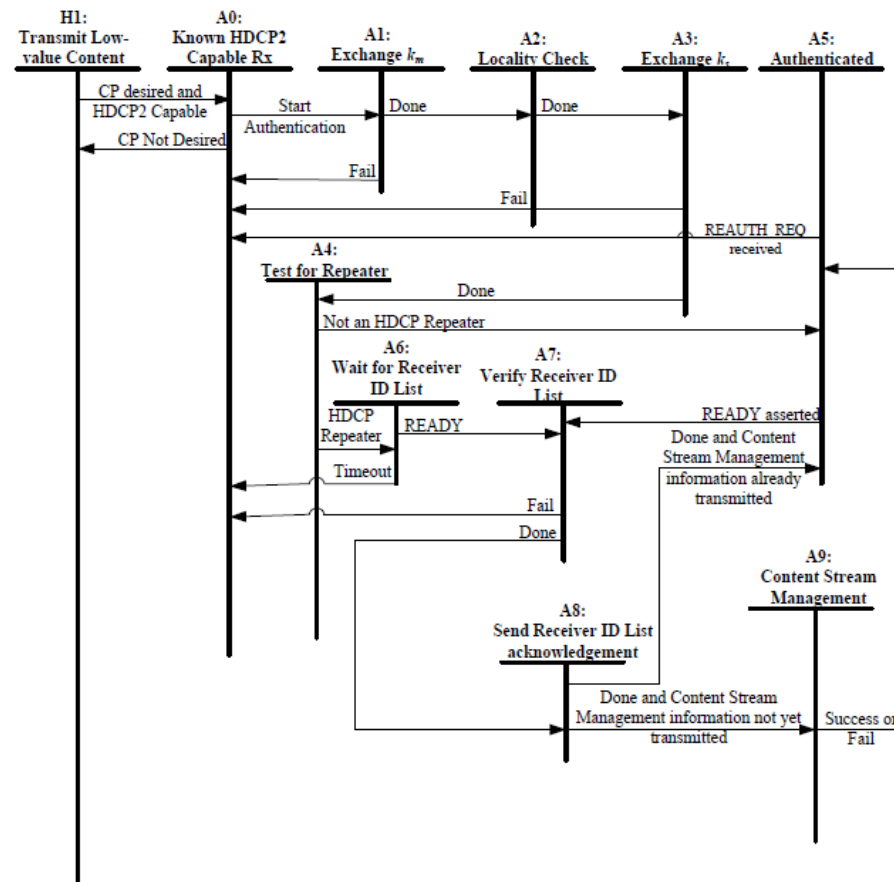 H1:
Transmit Low-
value Content
A0:
Known HDCP2
Capable Rx
A1:
Exchange km
A2:
Locality Check
A3:
Exchange ks
A5:
Authenticated
CP desired and
HDCP2 Capable
Start
Authentication
Done
Done
CP Not Desired
Fail
Fail
REAUTH_REQ
received
A4:
Test for Repeater
Done
Not an HDCP Repeater
A6:
Wait for Receiver
ID List
A7:
Verify Receiver ID
List
HDCP
Repeater
READY
READY asserted
Done and Content
Stream Management
information already
transmitted
Timeout
Fail
Done
A9:
Content Stream
Management
A8:
Send Receiver ID List
acknowledgement
Done and Content Stream
Management information not yet
transmitted
Success or
Fail